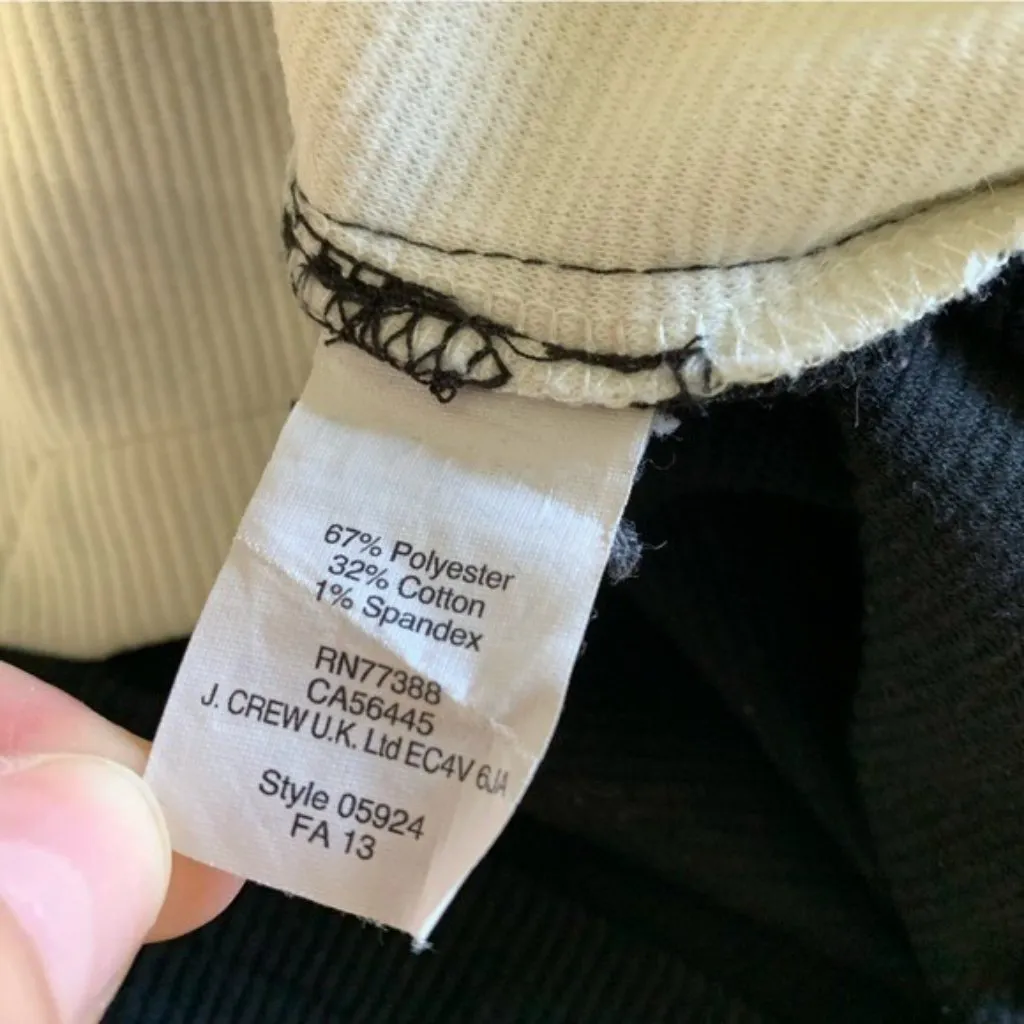 67% Polyester
32% Cotton
1% Spandex
RN77388
CA56445
J. CREW U.K. Ltd EC4V 6JA
Style 05924
FA 13